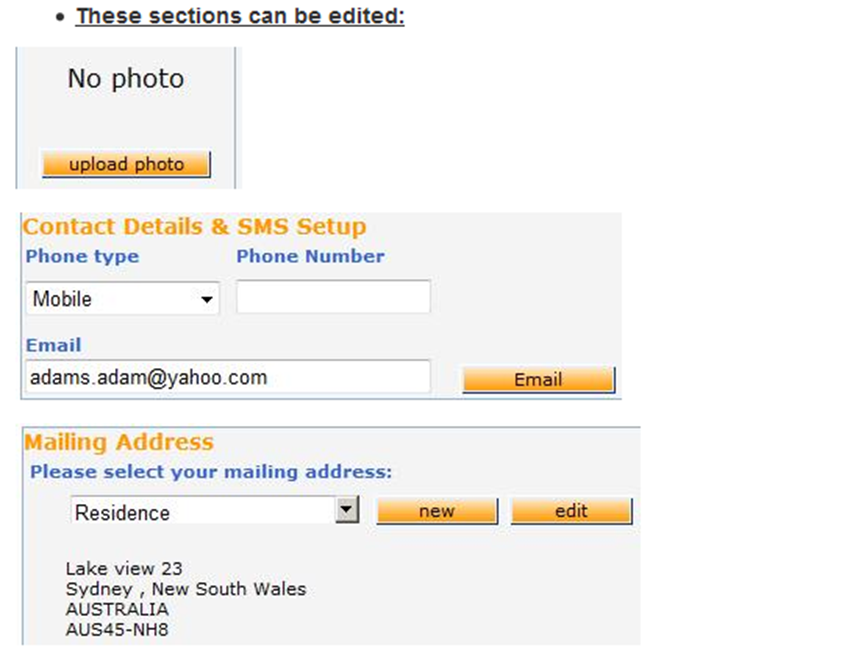 • These sections can be edited:
No photo
upload photo
Contact Details & SMS Setup
Phone type Phone Number
Mobile
Email
adams.adam@yahoo.com Email
Mailing Address
Please select your mailing address:
Residence new edit
Lake view 23
Sydney , New South Wales
AUSTRALIA
AUS45-NH8